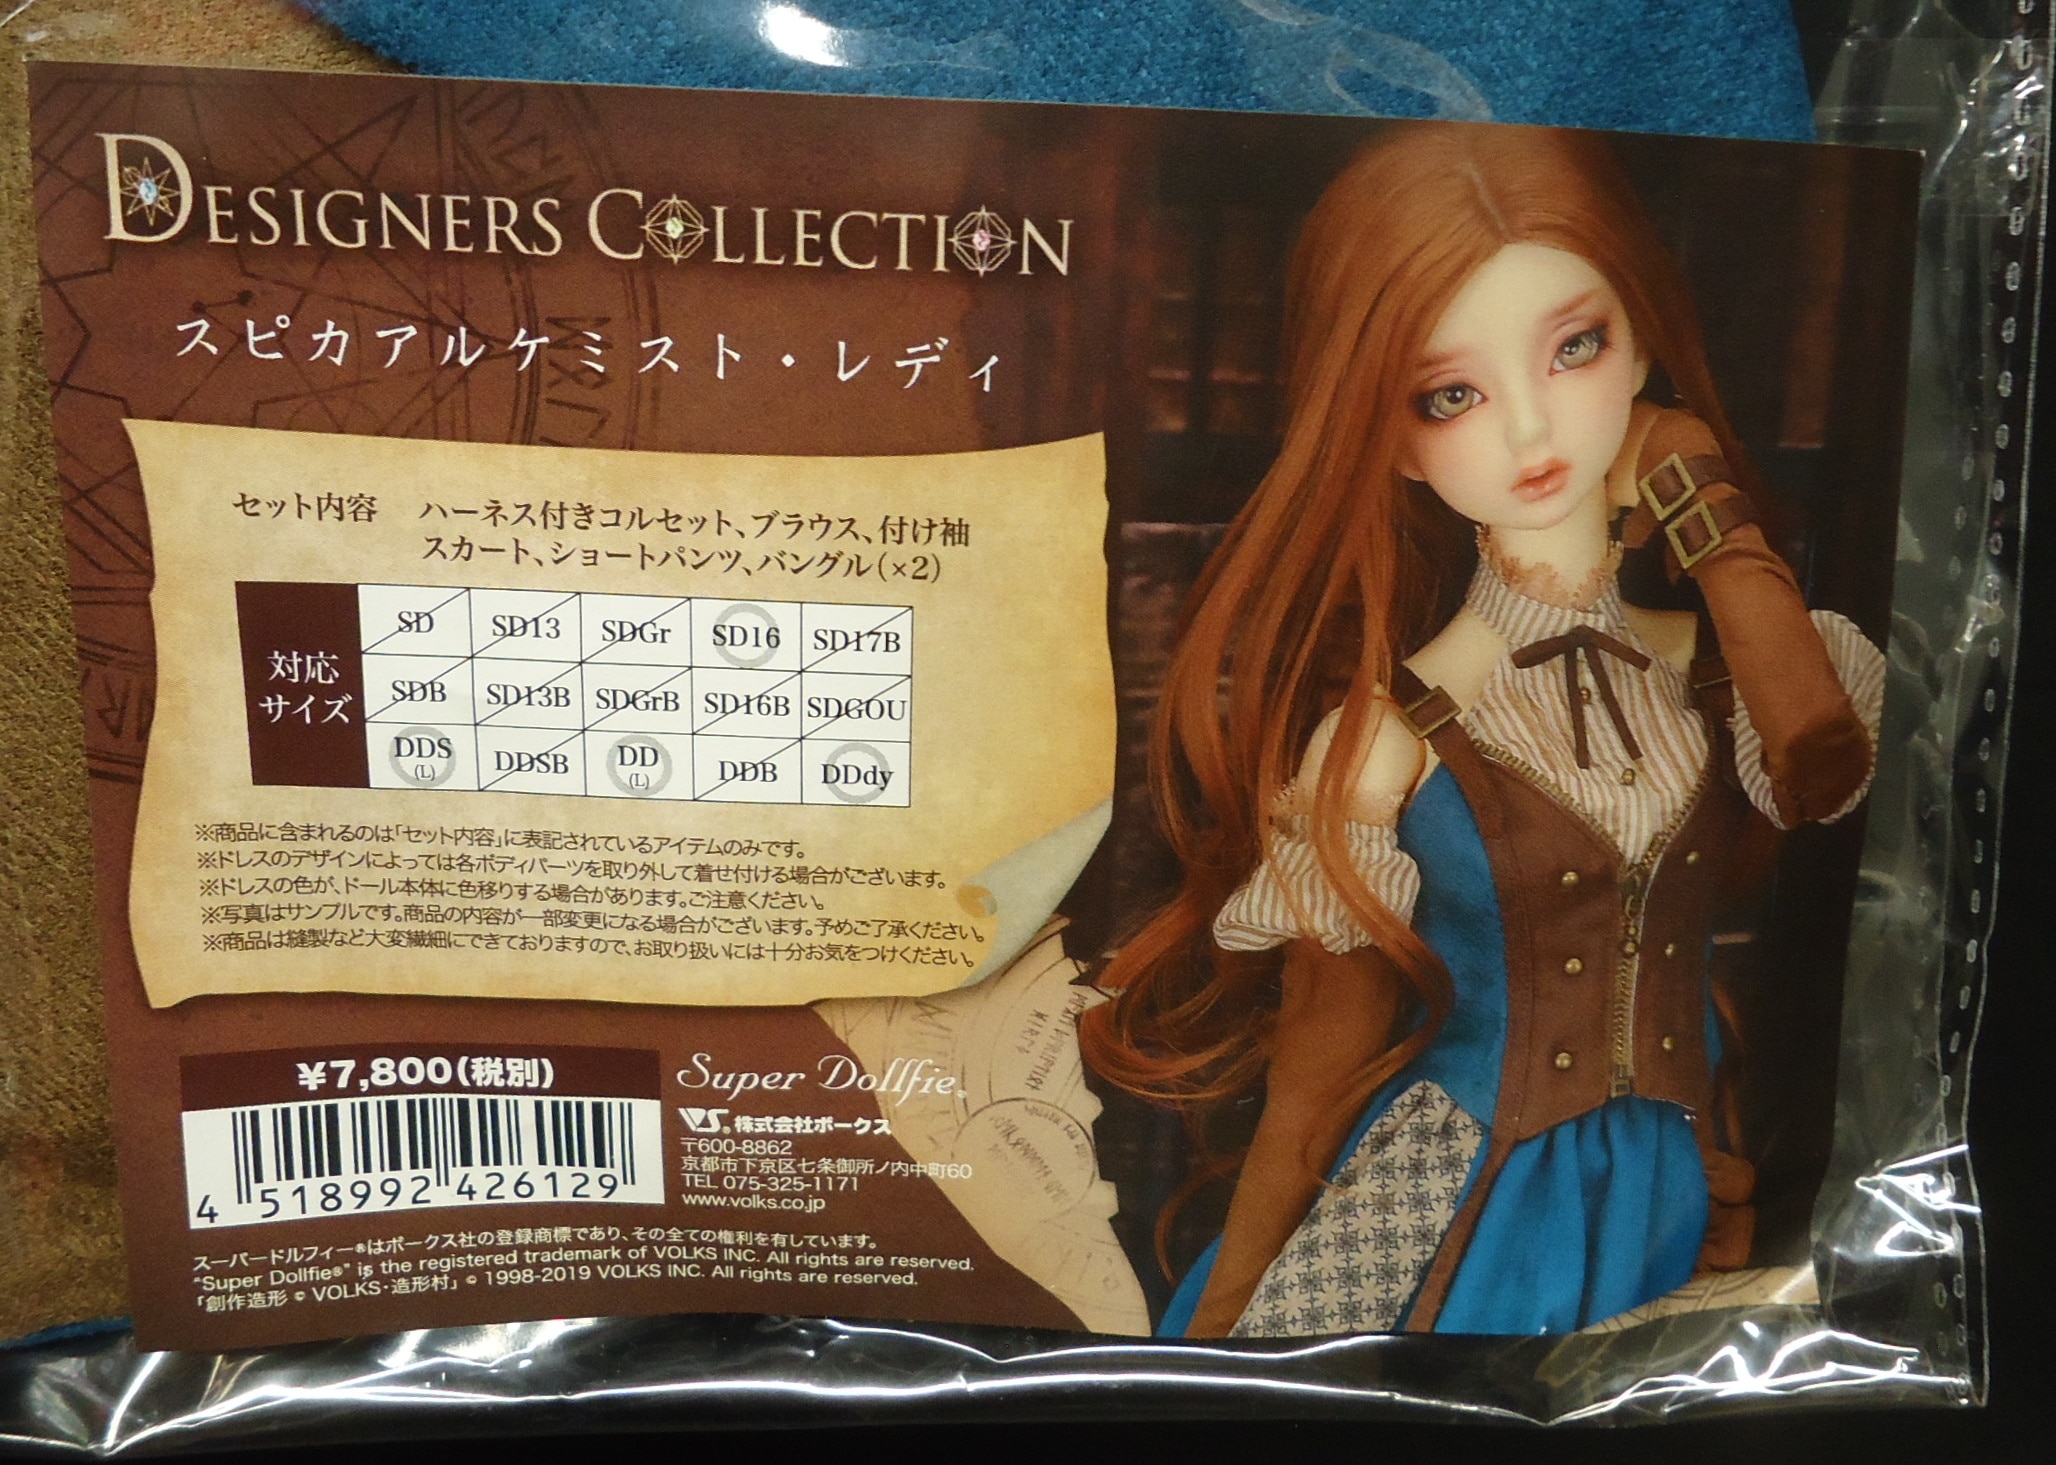 DESIGNERS COLLECTION
スピカアルケミスト・レディ
セット内容 ハーネス付きコルセット、ブラウス、付け袖
スカート、ショートパンツ、バングル（×2）
対応
サイズ
SD SD13 SDGr SD16 SD17B
SDB SD13B SDGrB SD16B SDGOU
DDS (L) DDSB DD (L) DDB DDdy
※商品に含まれるのは「セット内容」に表記されているアイテムのみです。
※ドレスのデザインによっては各ボディパーツを取り外して着せ付ける場合がございます。
※ドレスの色が、ドール本体に色移りする場合があります。ご注意ください。
※写真はサンプルです。商品の内容が一部変更になる場合がございます。予めご了承ください。
※商品は縫製など大変繊細にできておりますので、お取り扱いには十分お気をつけください。
¥7,800（税別）
4 518992 426129
Super Dollfie®
VS® 株式会社ボークス
〒600-8862
京都市下京区七条御所ノ内中町60
TEL 075-325-1171
www.volks.co.jp
スーパードルフィー®はボークス社の登録商標であり、その全ての権利を有しています。
"Super Dollfie®" is the registered trademark of VOLKS INC. All rights are reserved.
「創作造形 © VOLKS・造形村」© 1998-2019 VOLKS INC. All rights are reserved.